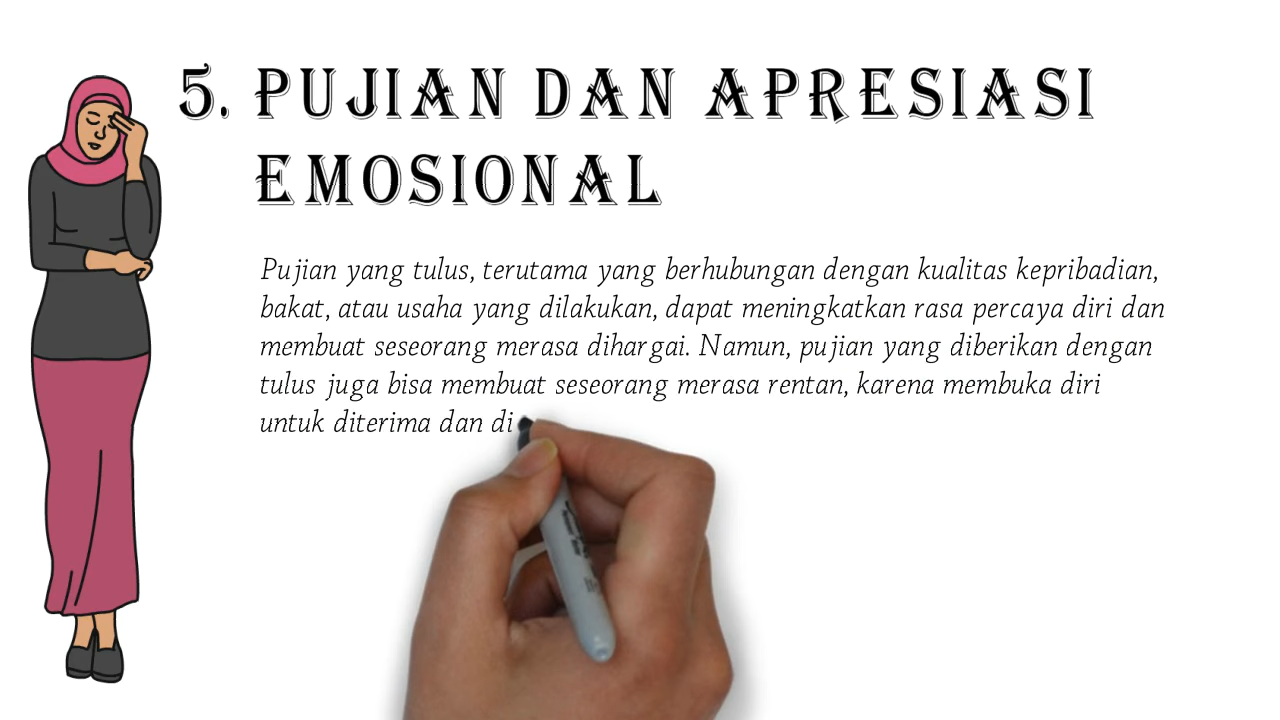 5. PUJIAN DAN APRESIASI
EMOSIONAL
Pujian yang tulus, terutama yang berhubungan dengan kualitas kepribadian,
bakat, atau usaha yang dilakukan, dapat meningkatkan rasa percaya diri dan
membuat seseorang merasa dihargai. Namun, pujian yang diberikan dengan
tulus juga bisa membuat seseorang merasa rentan, karena membuka diri
untuk diterima dan di